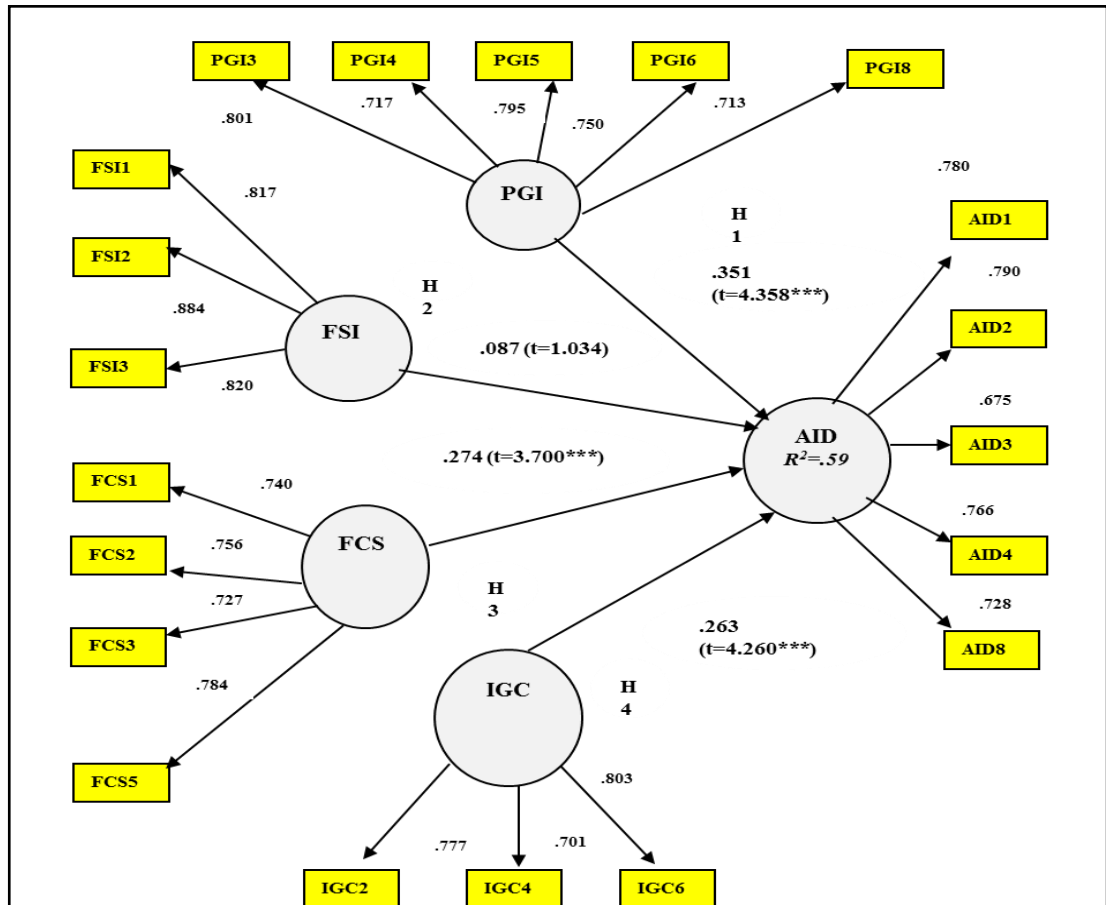 PGI3
PGI4
PGI5
PGI6
PGI8
.801
.717
.795
.750
.713
PGI
FSI1
.817
FSI2
.884
FSI3
.820
FSI
H
2
H
1
.351
(t=4.358***)
.087 (t=1.034)
.780
AID1
.790
AID2
.675
AID3
.766
AID4
.728
AID8
AID
R²=.59
.274 (t=3.700***)
FCS1
.740
FCS2
.756
FCS3
.727
.784
FCS5
FCS
H
3
.263
(t=4.260***)
IGC
H
4
.803
.777
.701
IGC2
IGC4
IGC6